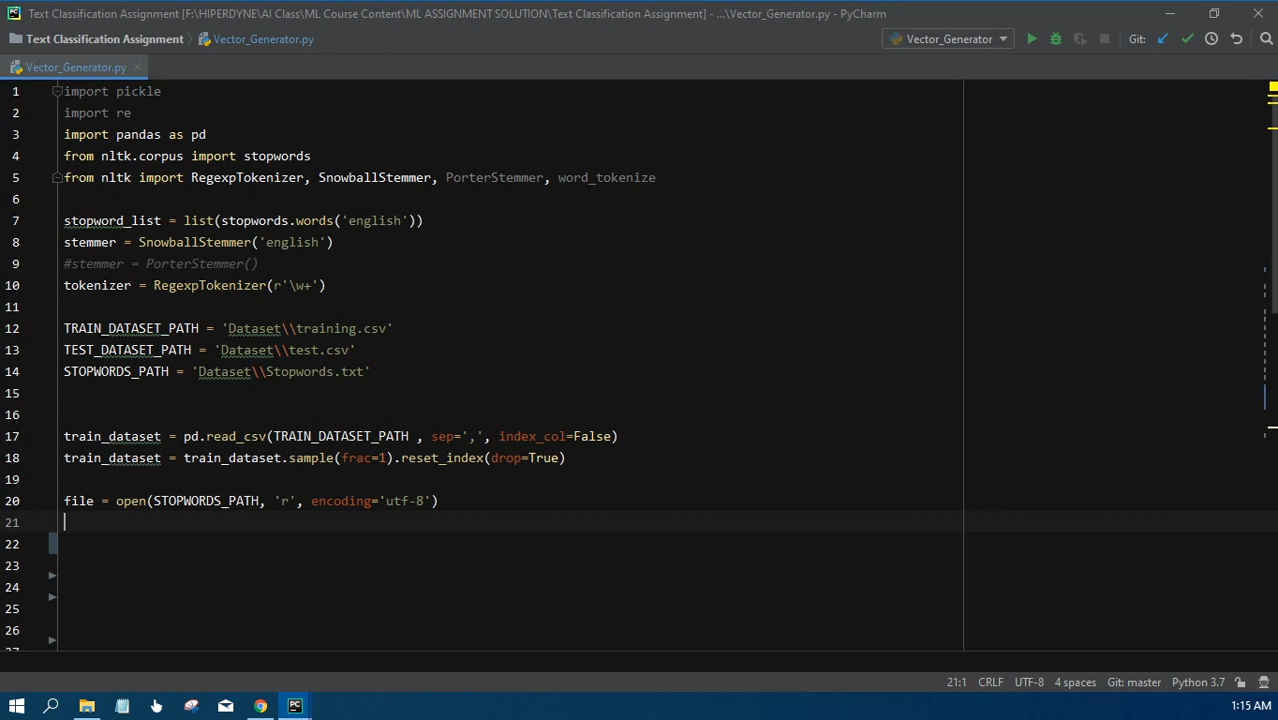 Text Classification Assignment [F:\HIPERDYNE\AI Class\ML Course Content\ML ASSIGNMENT SOLUTION\Text Classification Assignment] - ...\Vector_Generator.py - PyCharm
Text Classification Assignment Vector_Generator.py Vector_Generator Git:
Vector_Generator.py
1 import pickle
2 import re
3 import pandas as pd
4 from nltk.corpus import stopwords
5 from nltk import RegexpTokenizer, SnowballStemmer, PorterStemmer, word_tokenize
6
7 stopword_list = list(stopwords.words('english'))
8 stemmer = SnowballStemmer('english')
9 #stemmer = PorterStemmer()
10 tokenizer = RegexpTokenizer(r'\w+')
11
12 TRAIN_DATASET_PATH = 'Dataset\\training.csv'
13 TEST_DATASET_PATH = 'Dataset\\test.csv'
14 STOPWORDS_PATH = 'Dataset\\Stopwords.txt'
15
16
17 train_dataset = pd.read_csv(TRAIN_DATASET_PATH , sep=',', index_col=False)
18 train_dataset = train_dataset.sample(frac=1).reset_index(drop=True)
19
20 file = open(STOPWORDS_PATH, 'r', encoding='utf-8')
21
22
23
24
25
26
27
21:1 CRLF UTF-8 4 spaces Git: master Python 3.7
PC 1:15 AM